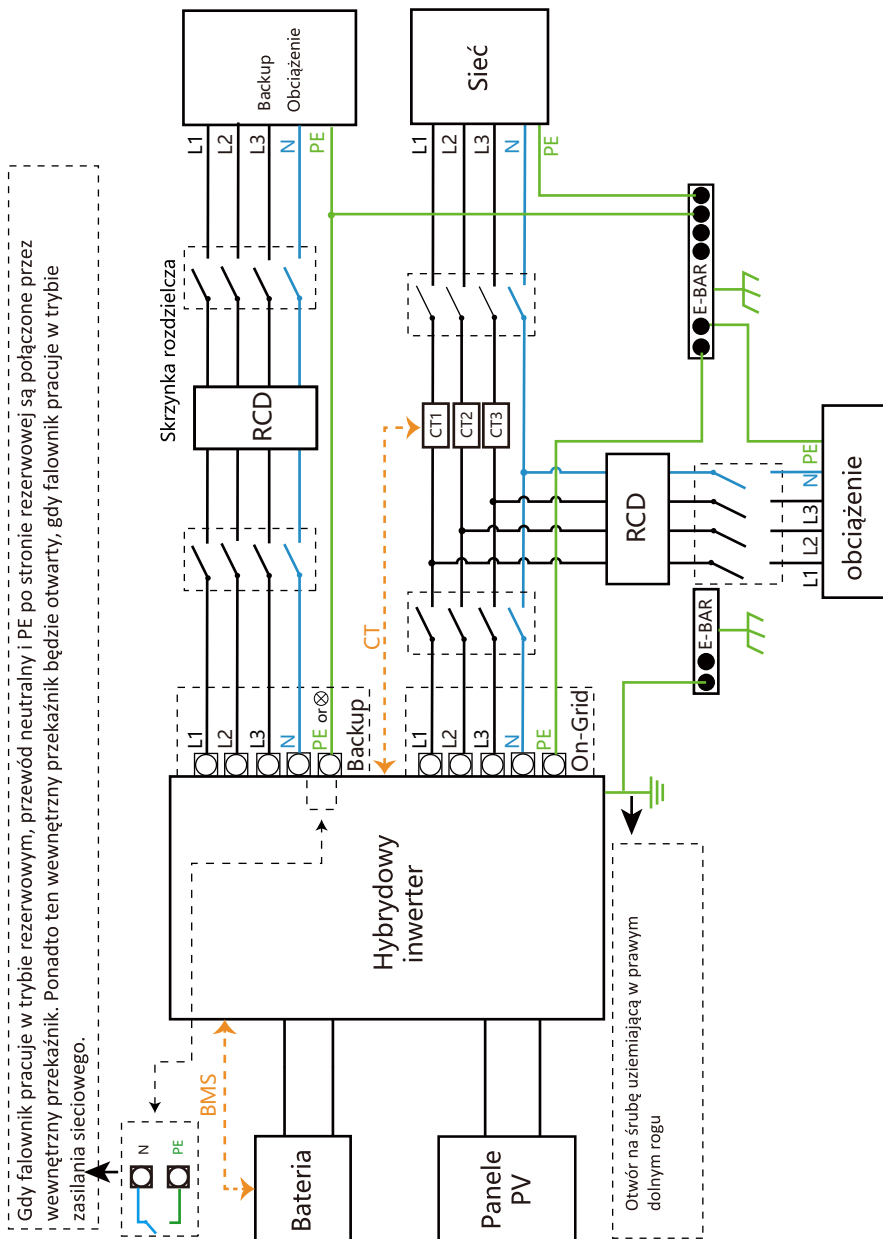 Gdy falownik pracuje w trybie rezerwowym, przewód neutralny i PE po stronie rezerwowej są połączone przez
wewnętrzny przekaźnik. Ponadto ten wewnętrzny przekaźnik będzie otwarty, gdy falownik pracuje w trybie
zasilania sieciowego.
N
PE
Skrzynka rozdzielcza
Backup
Obciążenie
L1
L2
L3
N
PE
RCD
L1
L2
L3
N
PE or
Backup
BMS
CT
Bateria
Hybrydowy
inwerter
Panele
PV
Sieć
L1
L2
L3
N
PE
CT1
CT2
CT3
L1
L2
L3
N
PE
On-Grid
RCD
E-BAR
E-BAR
L1
L2
L3
N
PE
obciążenie
Otwór na śrubę uziemiającą w prawym
dolnym rogu